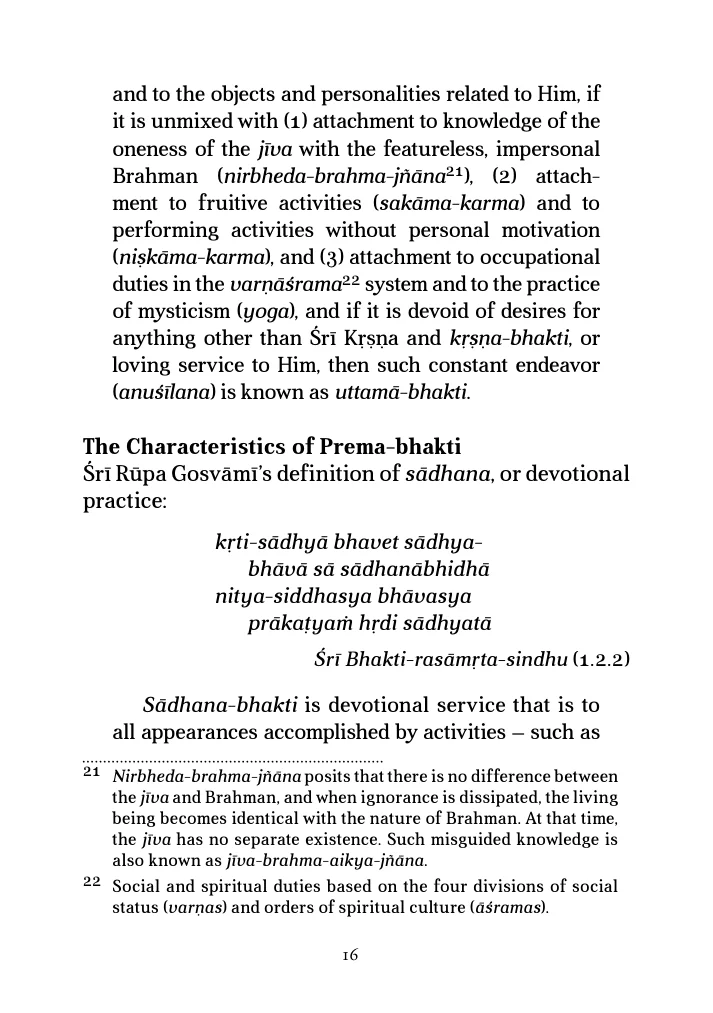 and to the objects and personalities related to Him, if
it is unmixed with (1) attachment to knowledge of the
oneness of the jīva with the featureless, impersonal
Brahman (nirbheda-brahma-jñāna21), (2) attach-
ment to fruitive activities (sakāma-karma) and to
performing activities without personal motivation
(niṣkāma-karma), and (3) attachment to occupational
duties in the varṇāśrama22 system and to the practice
of mysticism (yoga), and if it is devoid of desires for
anything other than Śrī Kṛṣṇa and kṛṣṇa-bhakti, or
loving service to Him, then such constant endeavor
(anuśīlana) is known as uttamā-bhakti.
The Characteristics of Prema-bhakti
Śrī Rūpa Gosvāmī’s definition of sādhana, or devotional
practice:
kṛti-sādhyā bhavet sādhya-
bhāvā sā sādhanābhidhā
nitya-siddhasya bhāvasya
prākaṭyaṁ hṛdi sādhyatā
Śrī Bhakti-rasāmṛta-sindhu (1.2.2)
Sādhana-bhakti is devotional service that is to
all appearances accomplished by activities – such as
21 Nirbheda-brahma-jñāna posits that there is no difference between
the jīva and Brahman, and when ignorance is dissipated, the living
being becomes identical with the nature of Brahman. At that time,
the jīva has no separate existence. Such misguided knowledge is
also known as jīva-brahma-aikya-jñāna.
22 Social and spiritual duties based on the four divisions of social
status (varṇas) and orders of spiritual culture (āśramas).
16